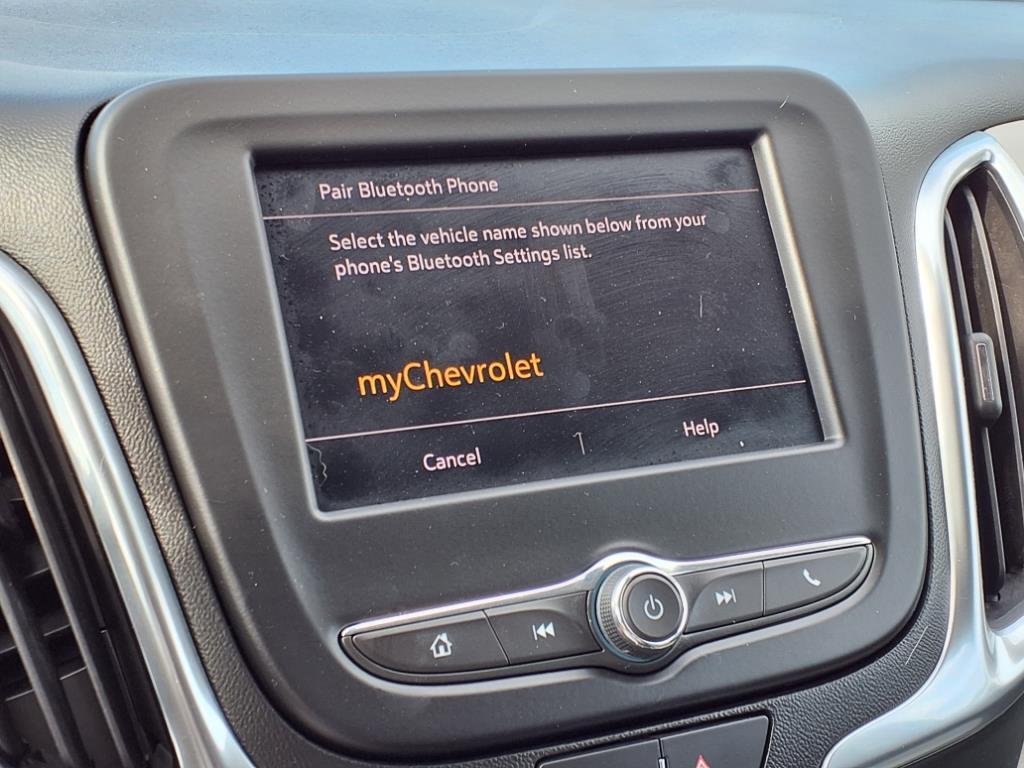 Pair Bluetooth Phone
Select the vehicle name shown below from your
phone's Bluetooth Settings list.
myChevrolet
Cancel
Help